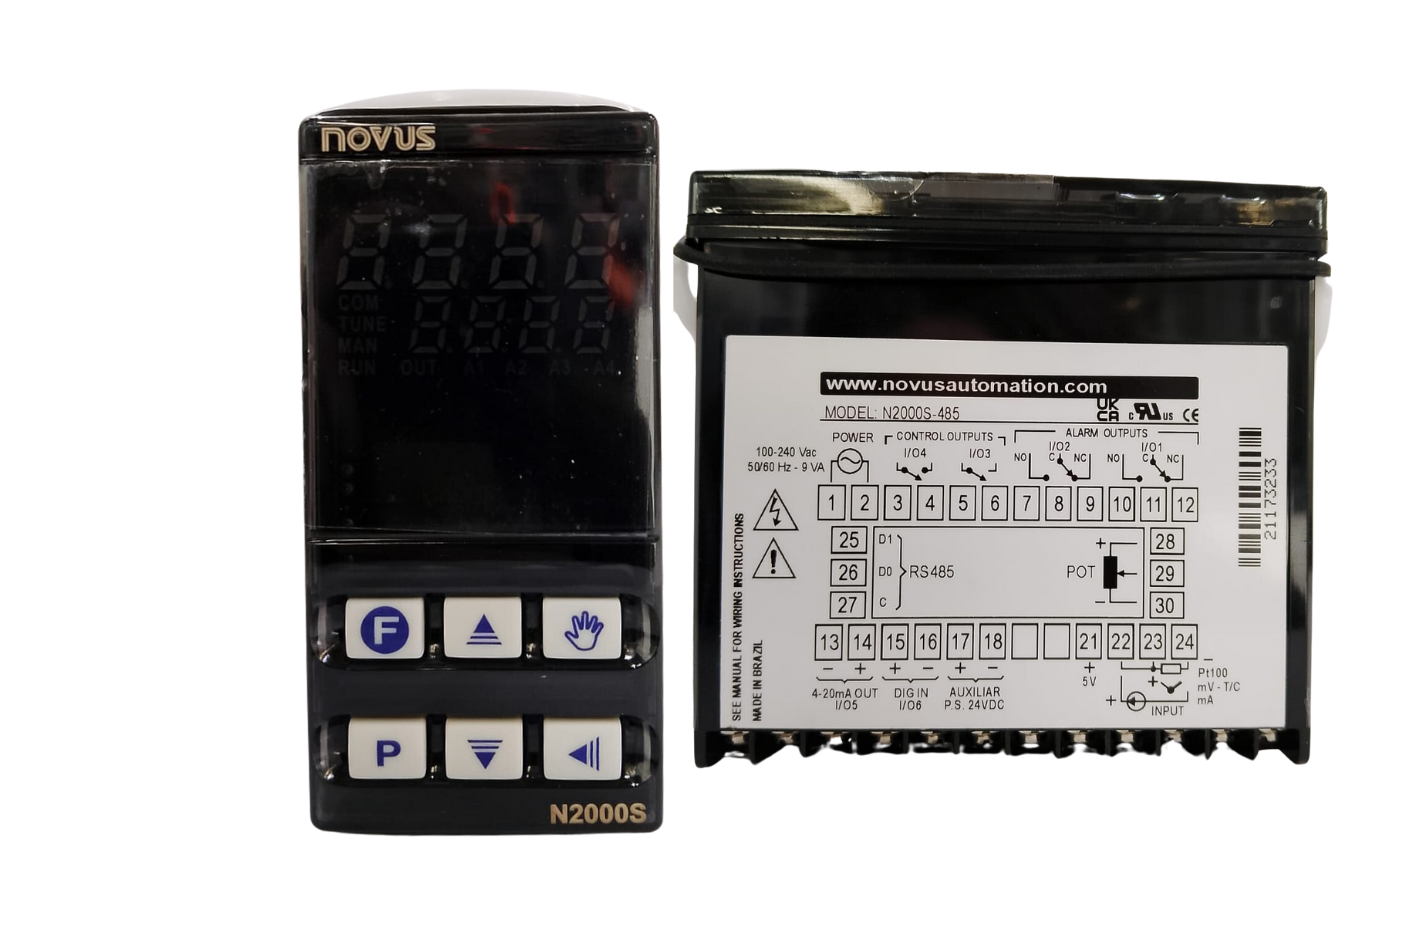 novus
COM
TUNE
MAN
RUN OUT A1 A2 A3 A4
F
P
N2000S
www.novusautomation.com
MODEL: N2000S-485
UK CA c UR US CE
POWER CONTROL OUTPUTS ALARM OUTPUTS
100-240 Vac
50/60 Hz - 9 VA
I/O4 I/O3 I/O2 I/O1
NO C NC NO C NC
1 2 3 4 5 6 7 8 9 10 11 12
25 D1 + 28
26 D0 RS485 POT 29
27 C − 30
13 14 15 16 17 18 21 22 23 24
− + + − + − + −
4-20mA OUT DIG IN AUXILIAR 5V
I/O5 I/O6 P.S. 24VDC
+ Pt100
mV - T/C
+ mA
INPUT
SEE MANUAL FOR WIRING INSTRUCTIONS
MADE IN BRAZIL
21173233